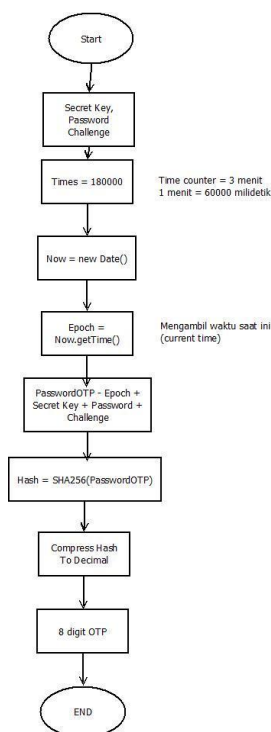 Start
Secret Key,
Password
Challenge
Times = 180000
Time counter = 3 menit
1 menit = 60000 milidetik
Now = new Date()
Epoch =
Now.getTime()
Mengambil waktu saat ini
(current time)
PasswordOTP - Epoch +
Secret Key + Password +
Challenge
Hash = SHA256(PasswordOTP)
Compress Hash
To Decimal
8 digit OTP
END